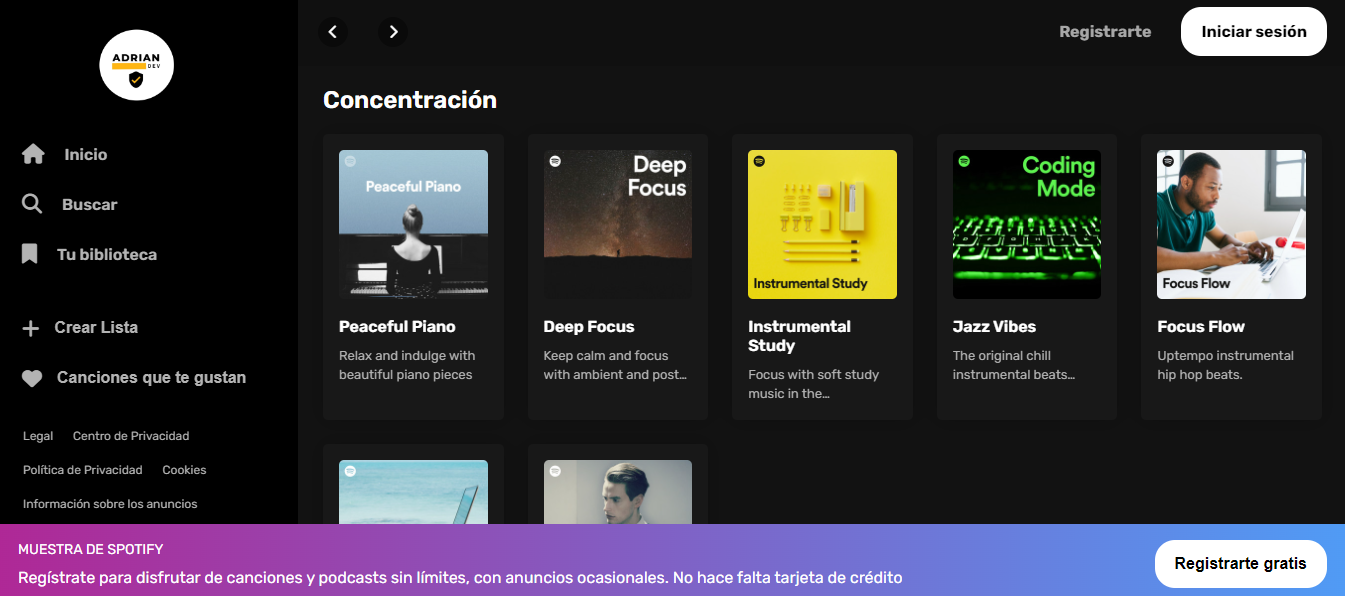 ADRIAN
DEV
Inicio
Buscar
Tu biblioteca
Crear Lista
Canciones que te gustan
Legal
Centro de Privacidad
Política de Privacidad
Cookies
Información sobre los anuncios
Registrarte
Iniciar sesión
Concentración
Peaceful Piano
Peaceful Piano
Relax and indulge with
beautiful piano pieces
Deep
Focus
Deep Focus
Keep calm and focus
with ambient and post...
Instrumental Study
Instrumental
Study
Focus with soft study
music in the...
Coding
Mode
Jazz Vibes
The original chill
instrumental beats...
Focus Flow
Focus Flow
Uptempo instrumental
hip hop beats.
MUESTRA DE SPOTIFY
Regístrate para disfrutar de canciones y podcasts sin límites, con anuncios ocasionales. No hace falta tarjeta de crédito
Registrarte gratis